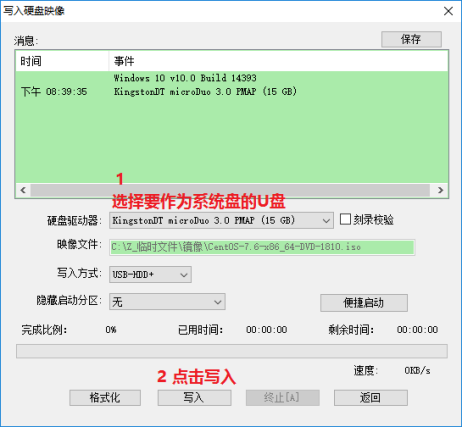 写入硬盘映像
消息:
保存
时间 事件
Windows 10 v10.0 Build 14393
下午 08:39:35 KingstonDT microDuo 3.0 PMAP (15 GB)
1
选择要作为系统盘的U盘
硬盘驱动器: KingstonDT microDuo 3.0 PMAP (15 GB) 刻录校验
映像文件: C:\Z_临时文件\镜像\CentOS-7.6-x86_64-DVD-1810.iso
写入方式: USB-HDD+
隐藏启动分区: 无 便捷启动
完成比例: 0% 已用时间: 00:00:00 剩余时间: 00:00:00
速度: 0KB/s
2 点击写入
格式化 写入 终止[A] 返回